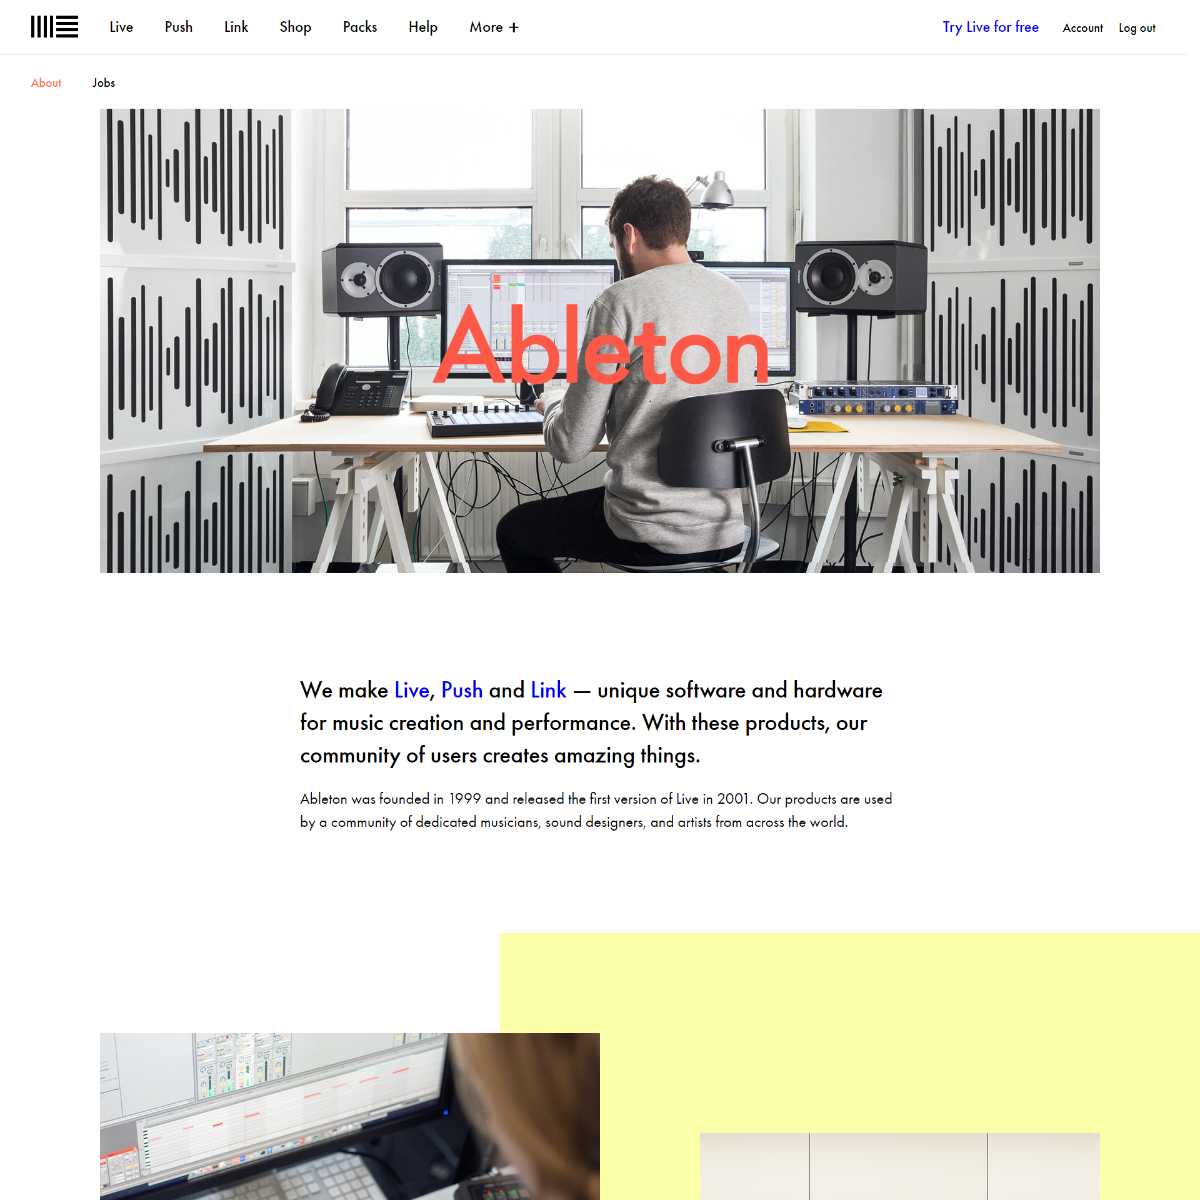 Live Push Link Shop Packs Help More + Try Live for free Account Log out
About Jobs
Ableton
We make Live, Push and Link — unique software and hardware
for music creation and performance. With these products, our
community of users creates amazing things.
Ableton was founded in 1999 and released the first version of Live in 2001. Our products are used
by a community of dedicated musicians, sound designers, and artists from across the world.